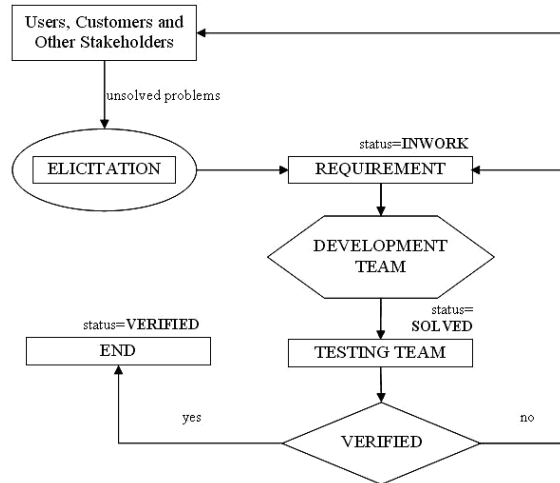 Users, Customers and
Other Stakeholders
unsolved problems
status=INWORK
ELICITATION
REQUIREMENT
DEVELOPMENT
TEAM
status=
SOLVED
status=VERIFIED
END
TESTING TEAM
yes
no
VERIFIED